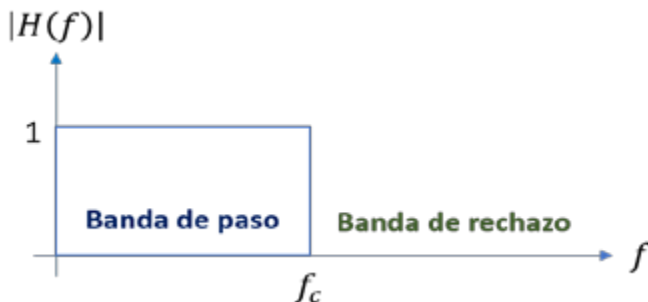 |H(f)|
1
Banda de paso
Banda de rechazo
f
f_c